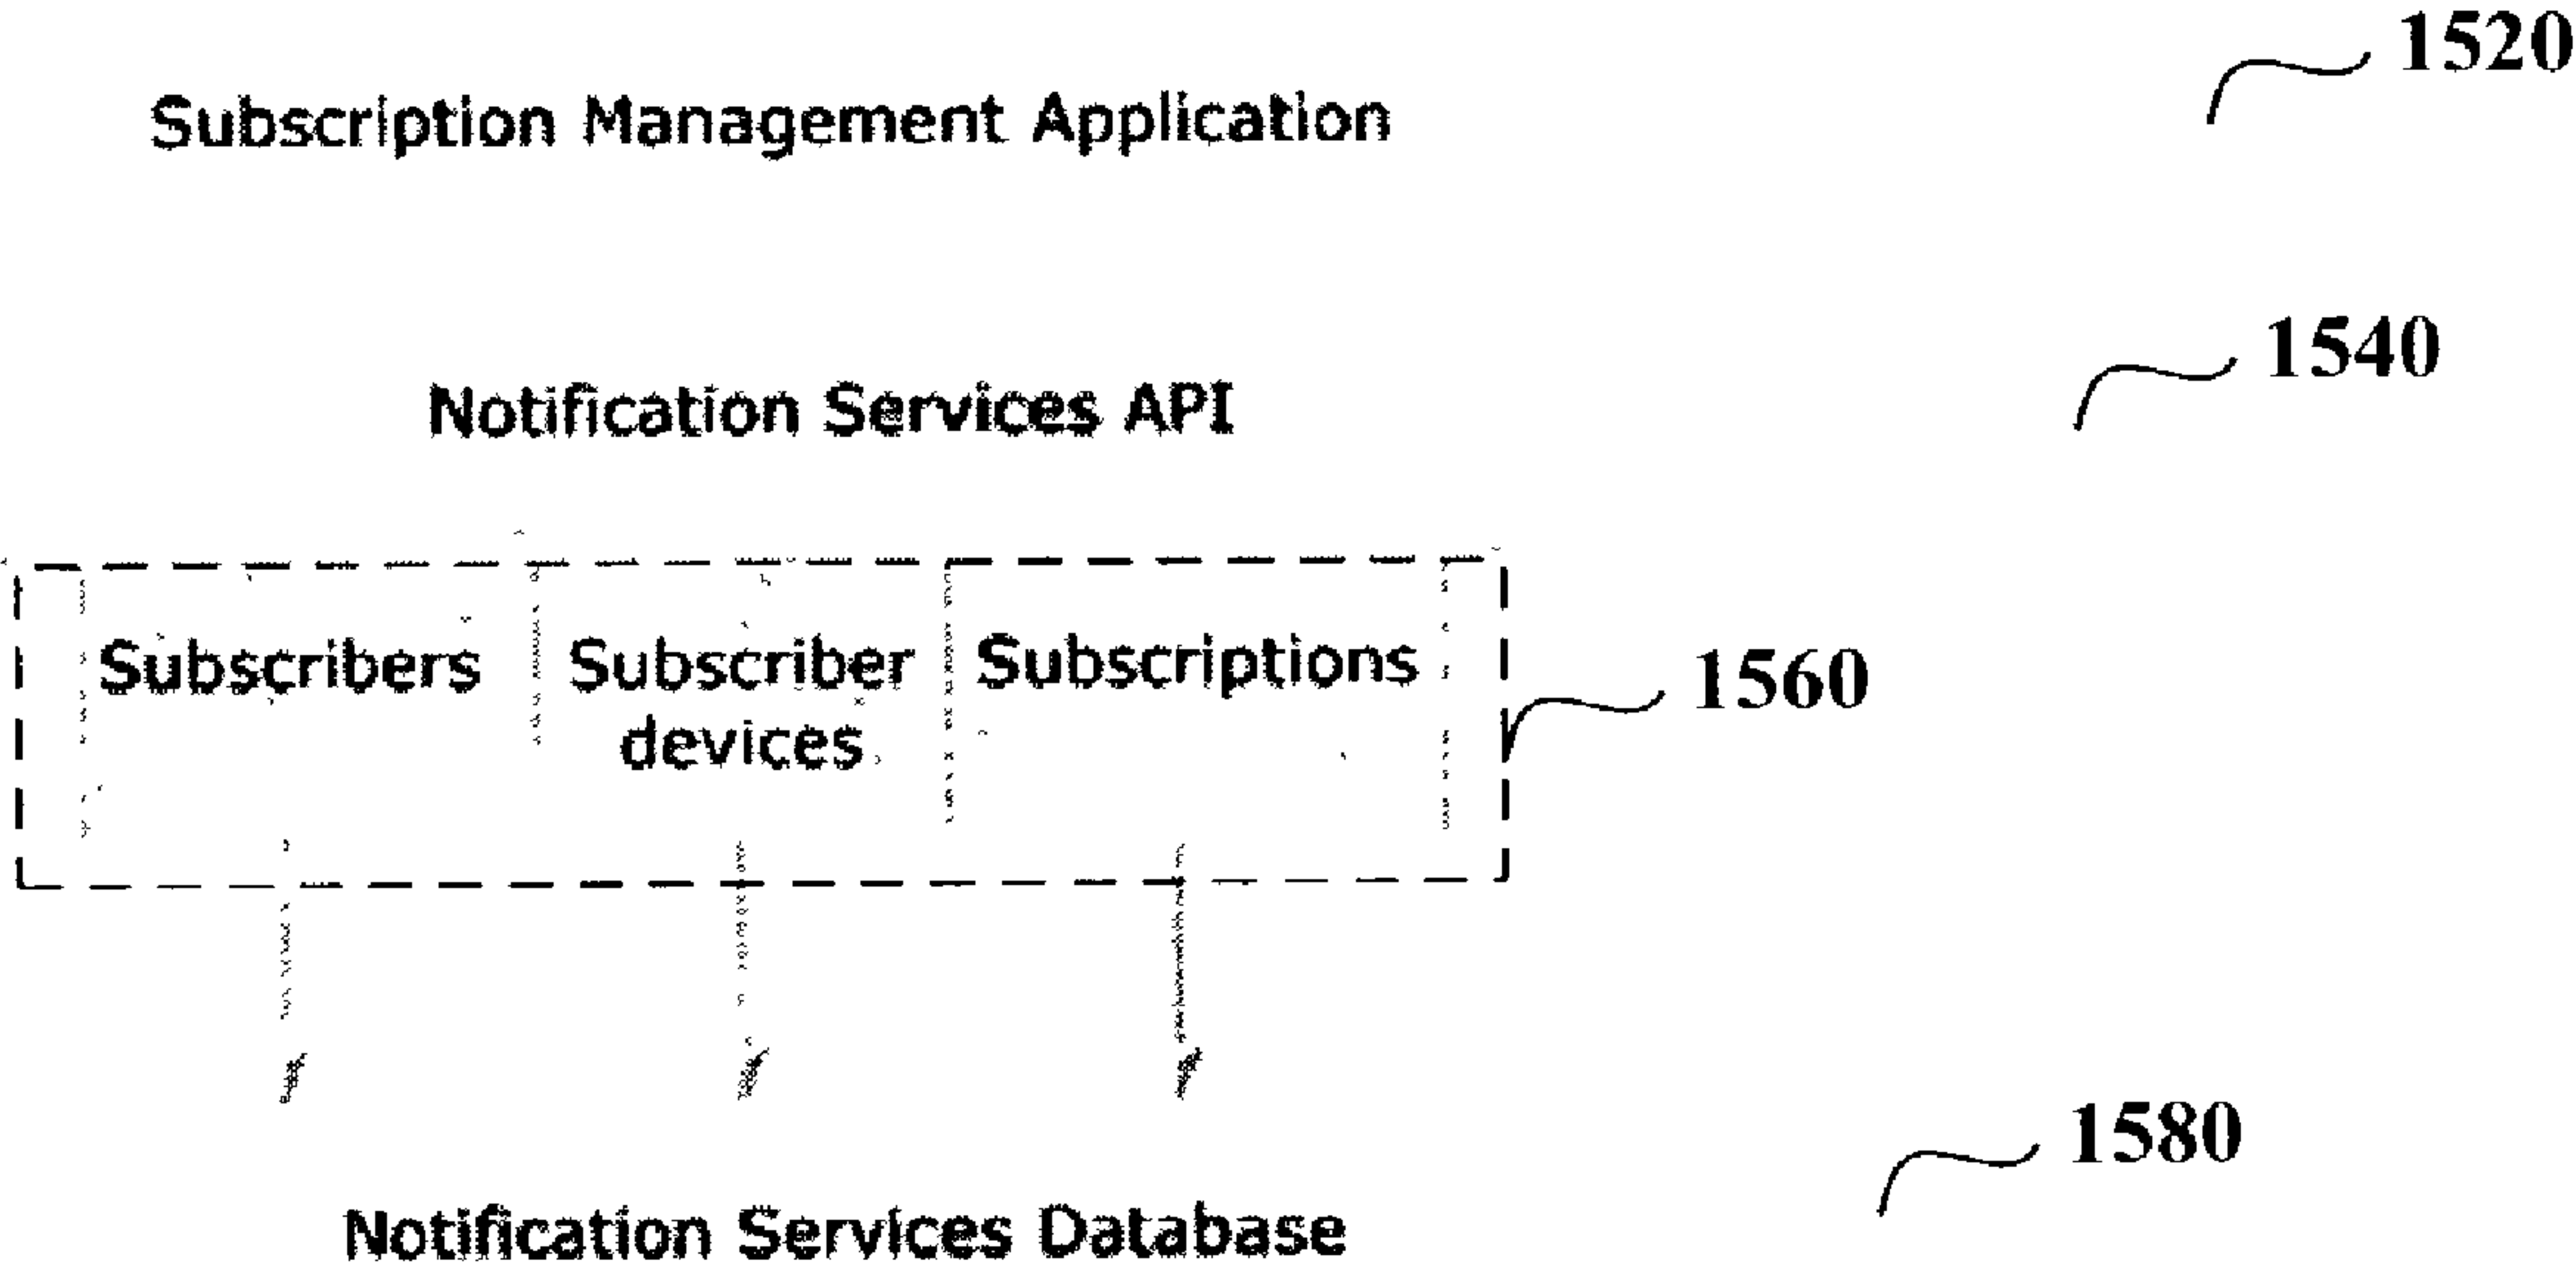 1520
Subscription Management Application
1540
Notification Services API
Subscribers
Subscriber
devices
Subscriptions
1560
1580
Notification Services Database